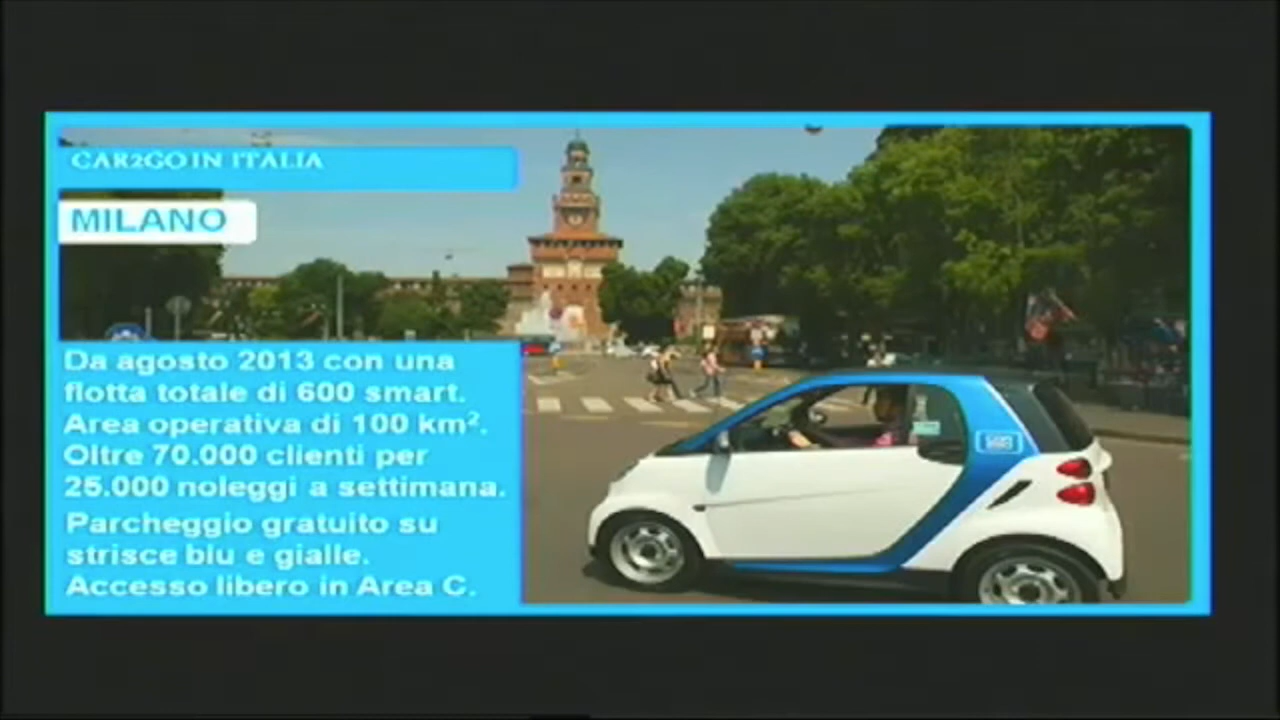 CAR2GO IN ITALIA
MILANO
Da agosto 2013 con una
flotta totale di 600 smart.
Area operativa di 100 km².
Oltre 70.000 clienti per
25.000 noleggi a settimana.
Parcheggio gratuito su
strisce blu e gialle.
Accesso libero in Area C.